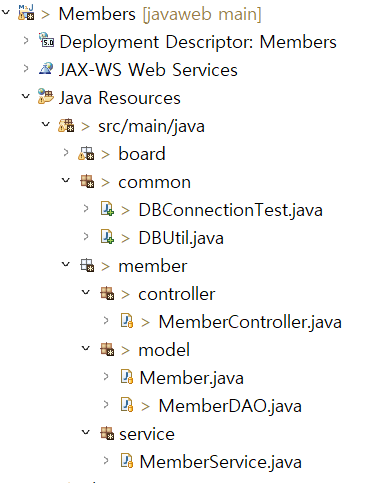 > Members [javaweb main]
Deployment Descriptor: Members
JAX-WS Web Services
Java Resources
> src/main/java
> board
> common
> DBConnectionTest.java
> DBUtil.java
> member
> controller
> MemberController.java
> model
Member.java
> MemberDAO.java
service
MemberService.java